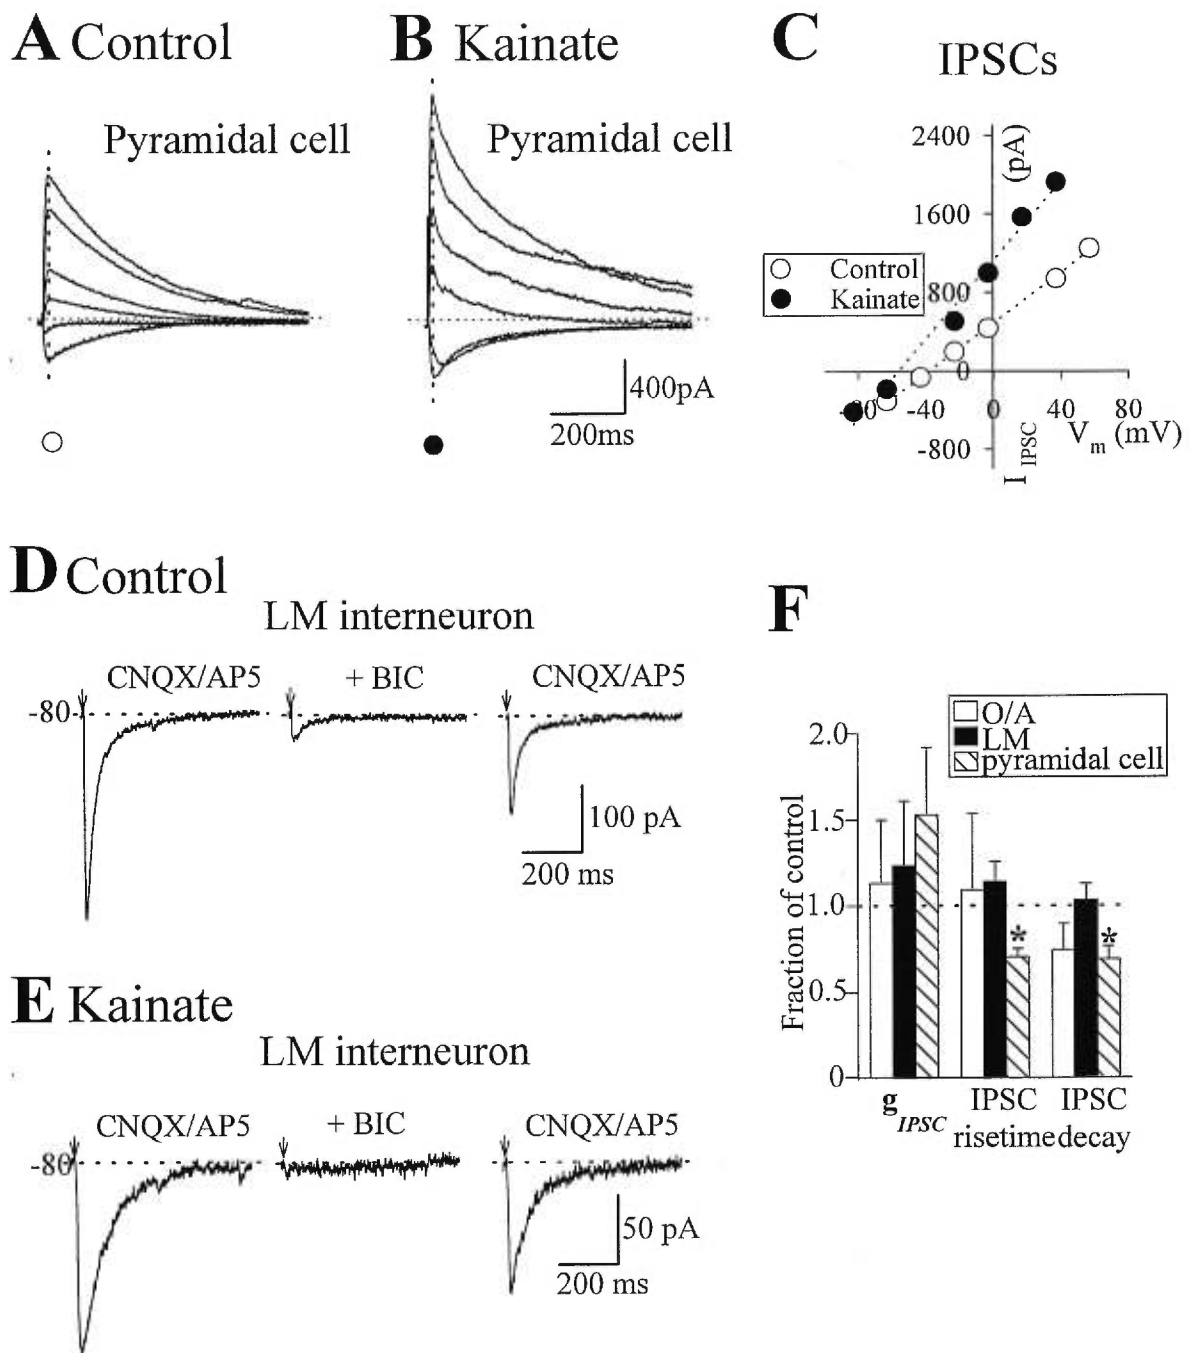 A Control
Pyramidal cell
B Kainate
Pyramidal cell
400pA
200ms
C
IPSCs
2400
(pA)
1600
Control
Kainate
800
0
-80 -40 0 40 80
V m (mV)
-800
I IPSC
D Control
LM interneuron
CNQX/AP5 + BIC CNQX/AP5
-80
100 pA
200 ms
E Kainate
LM interneuron
CNQX/AP5 + BIC CNQX/AP5
-80
50 pA
200 ms
F
O/A
LM
pyramidal cell
2.0
1.5
1.0
0.5
0
Fraction of control
* *
g IPSC IPSC IPSC
risetime decay